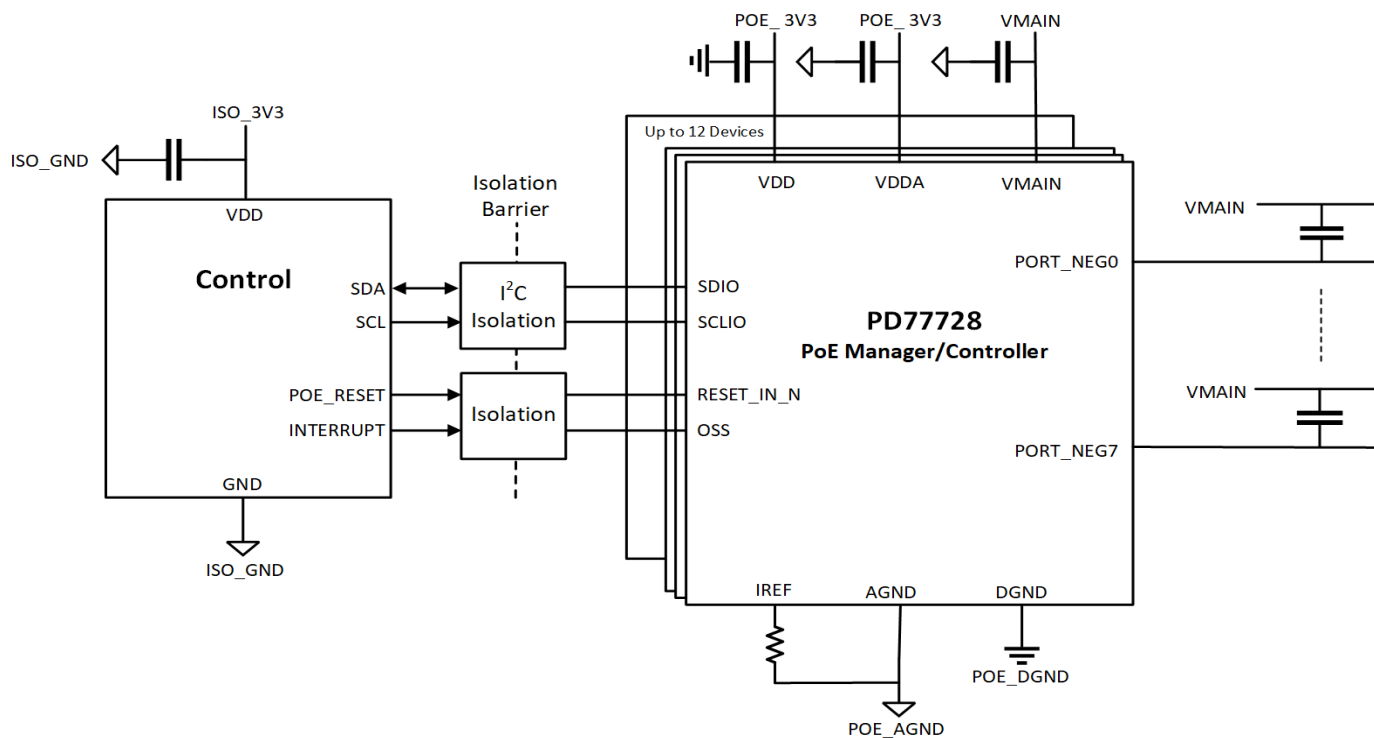 POE_ 3V3
POE_ 3V3
VMAIN
ISO_3V3
ISO_GND
Up to 12 Devices
VDD
VDDA
VMAIN
Isolation
Barrier
VDD
VMAIN
Control
PORT_NEG0
SDA
I²C
Isolation
SDIO
SCL
SCLIO
PD77728
PoE Manager/Controller
POE_RESET
Isolation
RESET_IN_N
VMAIN
INTERRUPT
OSS
PORT_NEG7
GND
ISO_GND
IREF
AGND
DGND
POE_DGND
POE_AGND